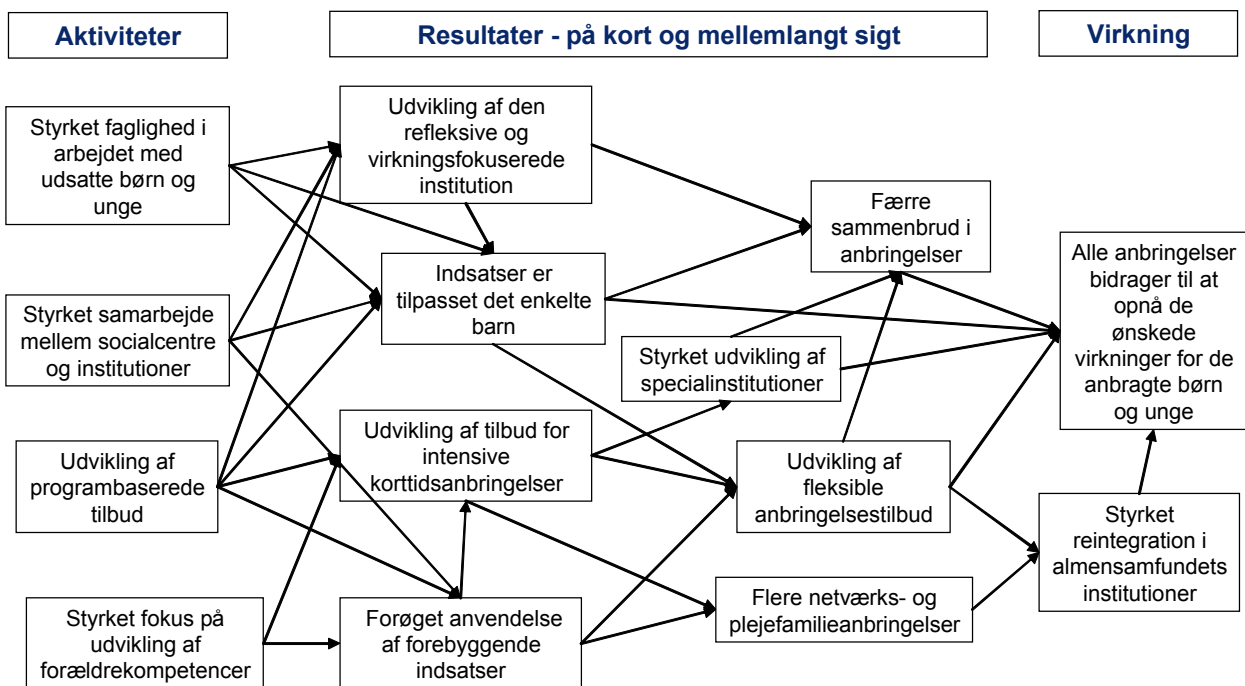 Aktiviteter
Resultater - på kort og mellemlangt sigt
Virkning
Styrket faglighed i
arbejdet med
udsatte børn og
unge
Styrket samarbejde
mellem socialcentre
og institutioner
Udvikling af
programbaserede
tilbud
Styrket fokus på
udvikling af
forældrekompetencer
Udvikling af den
refleksive og
virkningsfokuserede
institution
Indsatser er
tilpasset det enkelte
barn
Udvikling af tilbud for
intensive
korttidsanbringelser
Forøget anvendelse
af forebyggende
indsatser
Færre
sammenbrud i
anbringelser
Styrket udvikling af
specialinstitutioner
Udvikling af
fleksible
anbringelsestilbud
Flere netværks- og
plejefamilieanbringelser
Alle anbringelser
bidrager til at
opnå de
ønskede
virkninger for de
anbragte børn
og unge
Styrket
reintegration i
almensamfundets
institutioner